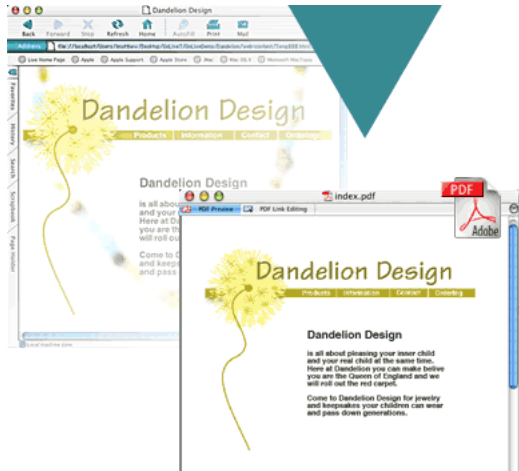 Dandelion Design
Back Forward Stop Refresh Home AutoFill Print Mail
Address
Live Home Page Apple Apple Support Apple Store .Mac Mac OS X Microsoft MacTopia
Favorites
History
Search
Scrapbook
Page Holder
Dandelion Design
Products Information Contact Ordering
Dandelion Design
is all about
and your
Here at D
you are th
will roll out
Come to D
and keeps
and pass
Local machine zone
index.pdf
PDF Preview PDF Link Editing
PDF
Adobe
Dandelion Design
Products Information Contact Ordering
Dandelion Design
is all about pleasing your inner child
and your real child at the same time.
Here at Dandelion you can make belive
you are the Queen of England and we
will roll out the red carpet.
Come to Dandelion Design for jewelry
and keepsakes your children can wear
and pass down generations.